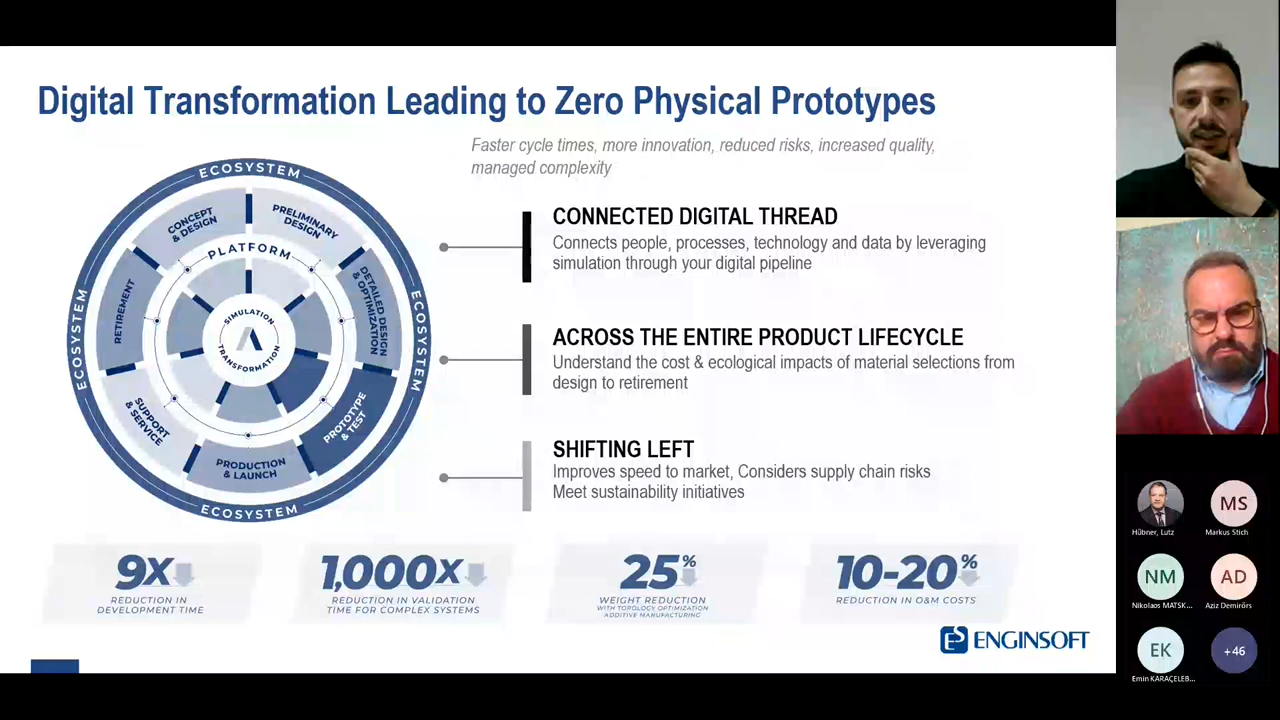 Digital Transformation Leading to Zero Physical Prototypes
Faster cycle times, more innovation, reduced risks, increased quality,
managed complexity
ECOSYSTEM
ECOSYSTEM
ECOSYSTEM
ECOSYSTEM
CONCEPT
& DESIGN
PRELIMINARY
DESIGN
DETAILED DESIGN
& OPTIMIZATION
PROTOTYPE
& TEST
PRODUCTION
& LAUNCH
SUPPORT
& SERVICE
RETIREMENT
PLATFORM
SIMULATION
TRANSFORMATION
CONNECTED DIGITAL THREAD
Connects people, processes, technology and data by leveraging
simulation through your digital pipeline
ACROSS THE ENTIRE PRODUCT LIFECYCLE
Understand the cost & ecological impacts of material selections from
design to retirement
SHIFTING LEFT
Improves speed to market, Considers supply chain risks
Meet sustainability initiatives
9X
REDUCTION IN
DEVELOPMENT TIME
1,000X
REDUCTION IN VALIDATION
TIME FOR COMPLEX SYSTEMS
25%
WEIGHT REDUCTION
WITH TOPOLOGY OPTIMIZATION
ADDITIVE MANUFACTURING
10-20%
REDUCTION IN O&M COSTS
ENGINSOFT
Hübner, Lutz
MS
Markus Stich
NM
Nikolaos MATSK...
AD
Aziz Demirörs
EK
Emin KARAÇELEB...
+46